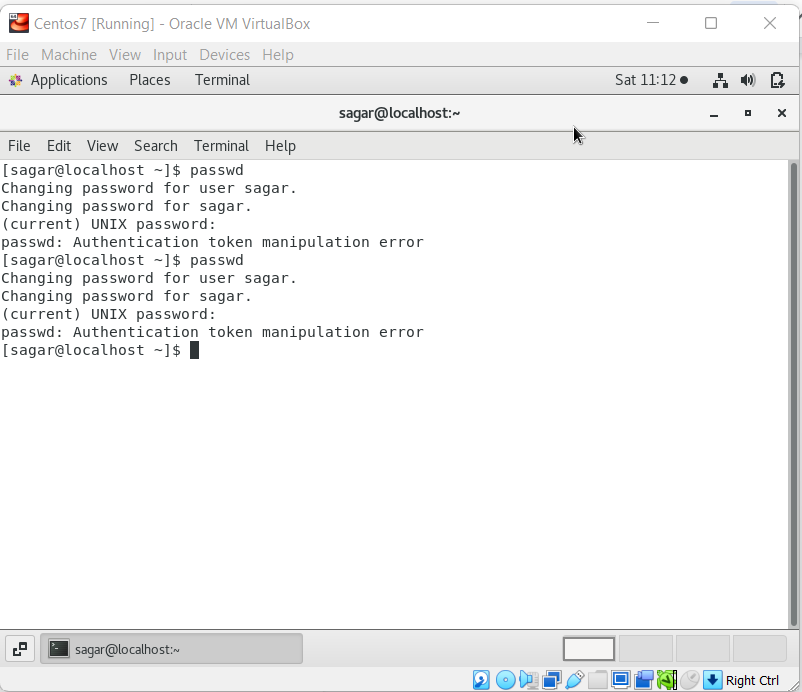 Centos7 [Running] - Oracle VM VirtualBox
File Machine View Input Devices Help
Applications Places Terminal Sat 11:12
sagar@localhost:~
File Edit View Search Terminal Help
[sagar@localhost ~]$ passwd
Changing password for user sagar.
Changing password for sagar.
(current) UNIX password:
passwd: Authentication token manipulation error
[sagar@localhost ~]$ passwd
Changing password for user sagar.
Changing password for sagar.
(current) UNIX password:
passwd: Authentication token manipulation error
[sagar@localhost ~]$
sagar@localhost:~
Right Ctrl